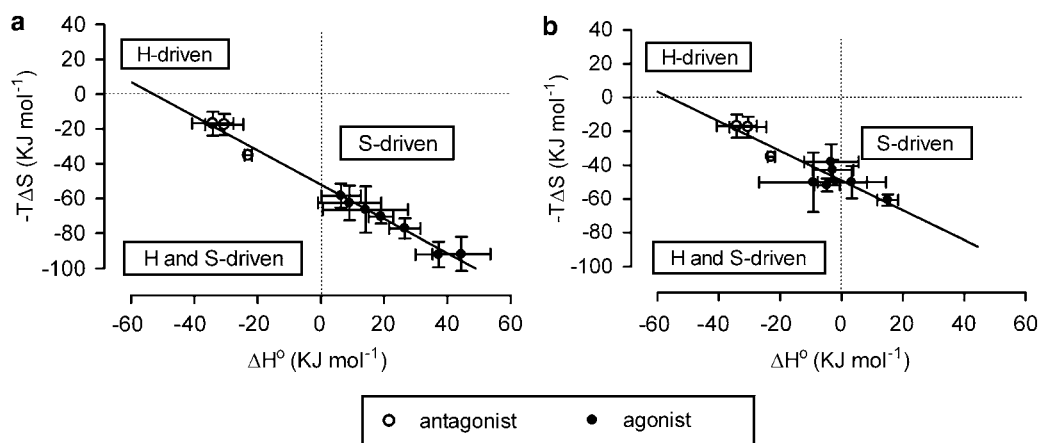 a
40
20
0
-20
-40
-60
-80
-100
-TΔS (KJ mol⁻¹)
H-driven
S-driven
H and S-driven
-60 -40 -20 0 20 40 60
ΔHᵒ (KJ mol⁻¹)
b
40
20
0
-20
-40
-60
-80
-100
-TΔS (KJ mol⁻¹)
H-driven
S-driven
H and S-driven
-60 -40 -20 0 20 40 60
ΔHᵒ (KJ mol⁻¹)
antagonist agonist